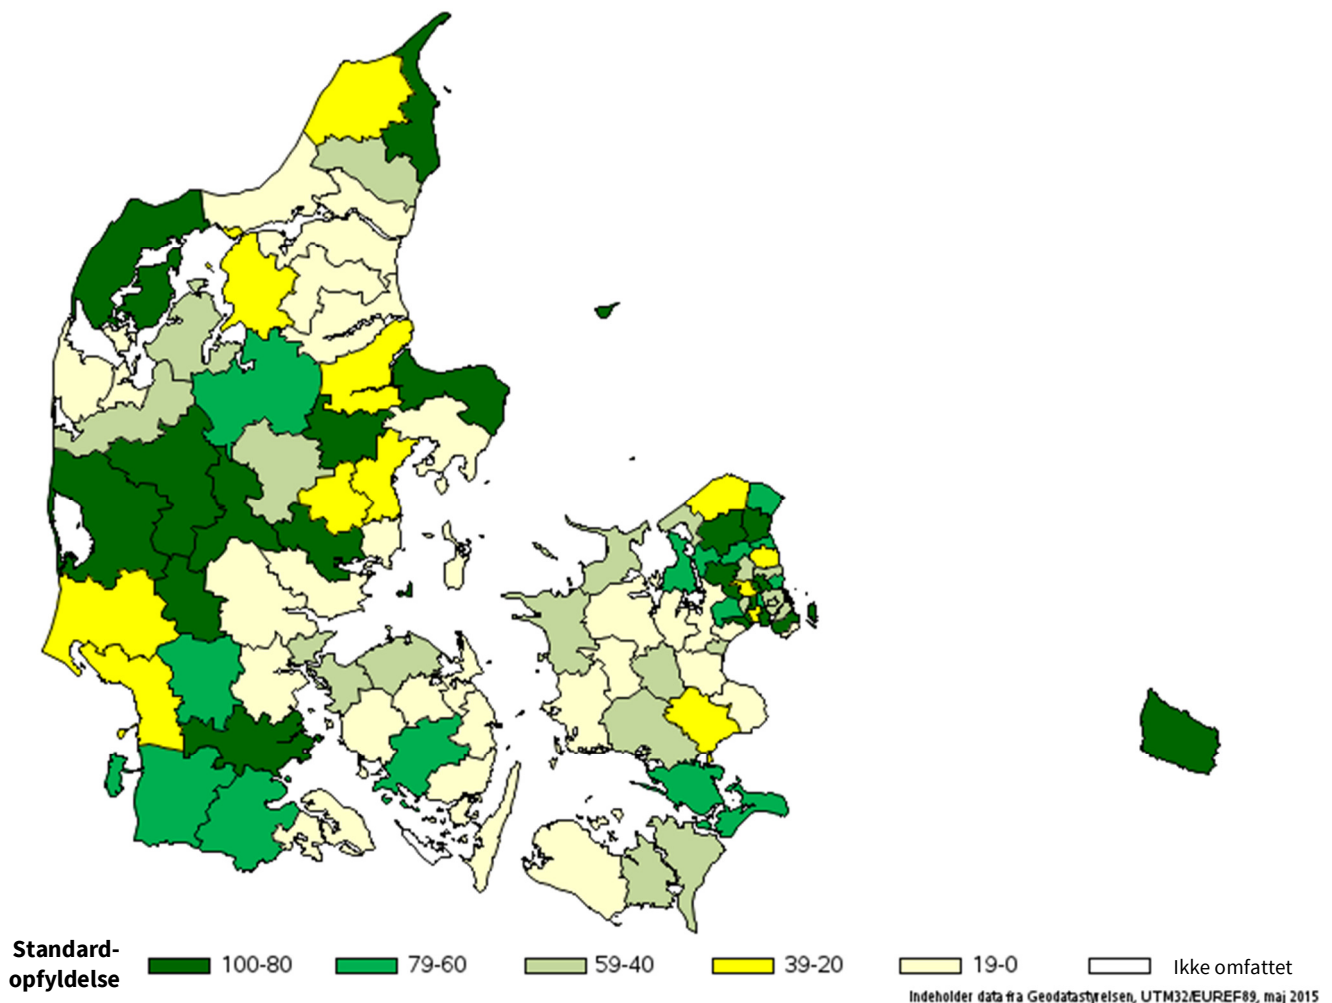 Standard-
opfyldelse
100-80
79-60
59-40
39-20
19-0
Ikke omfattet
Indeholder data fra Geodatastyrelsen, UTM32/EUREF89, maj 2015